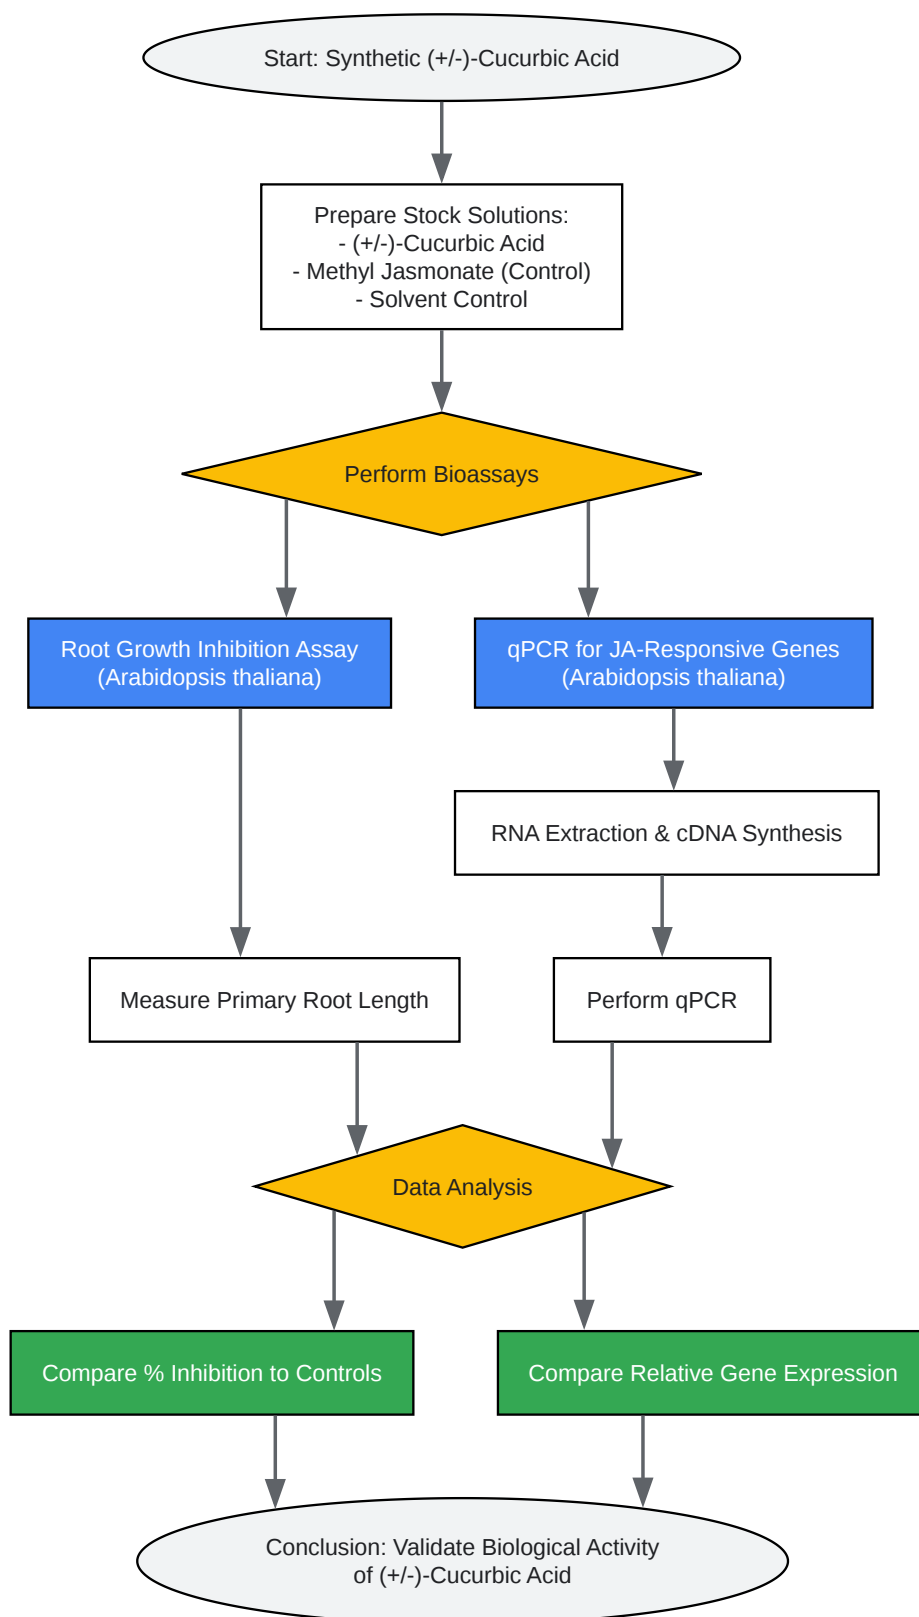 Start: Synthetic (+/-)-Cucurbic Acid
Prepare Stock Solutions:
- (+/-)-Cucurbic Acid
- Methyl Jasmonate (Control)
- Solvent Control
Perform Bioassays
Root Growth Inhibition Assay
(Arabidopsis thaliana)
qPCR for JA-Responsive Genes
(Arabidopsis thaliana)
RNA Extraction & cDNA Synthesis
Measure Primary Root Length
Perform qPCR
Data Analysis
Compare % Inhibition to Controls
Compare Relative Gene Expression
Conclusion: Validate Biological Activity
of (+/-)-Cucurbic Acid